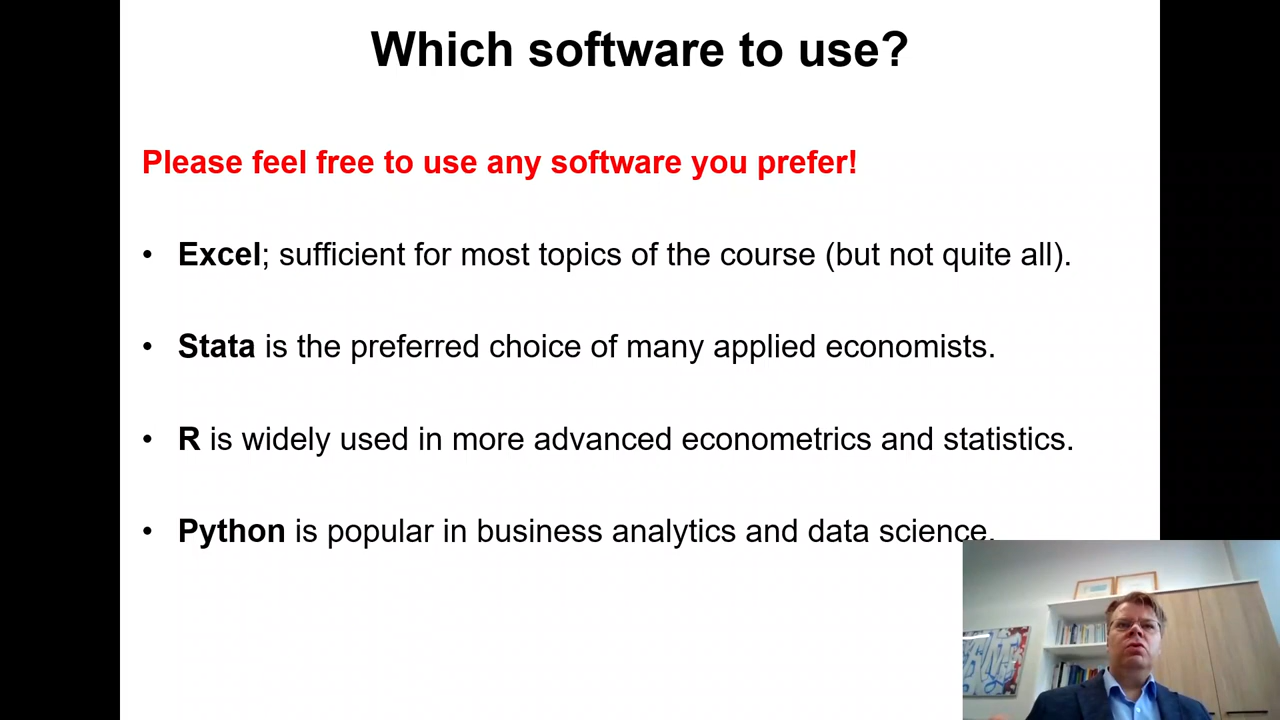 Which software to use?
Please feel free to use any software you prefer!
• Excel; sufficient for most topics of the course (but not quite all).
• Stata is the preferred choice of many applied economists.
• R is widely used in more advanced econometrics and statistics.
• Python is popular in business analytics and data science.